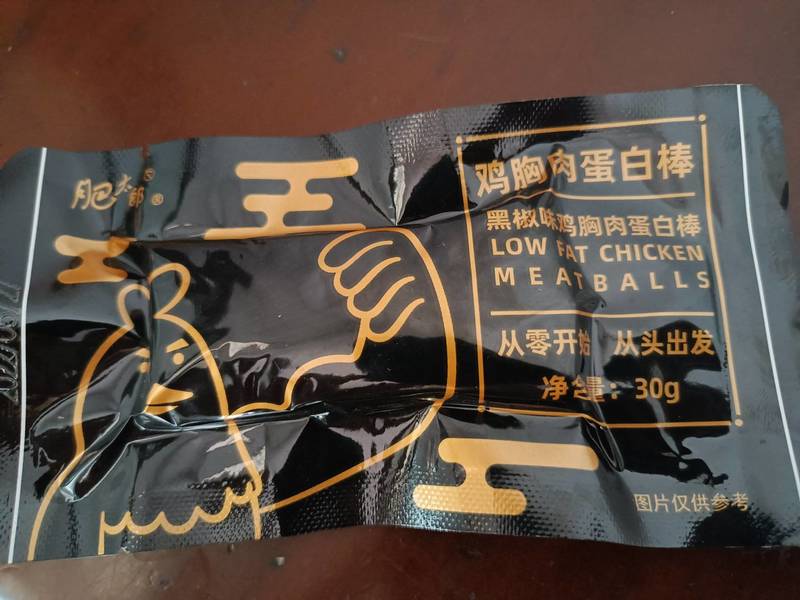 肥大郎
鸡胸肉蛋白棒
黑椒味鸡胸肉蛋白棒
LOW FAT CHICKEN
MEATBALLS
从零开始 从头出发
净含量：30g
图片仅供参考